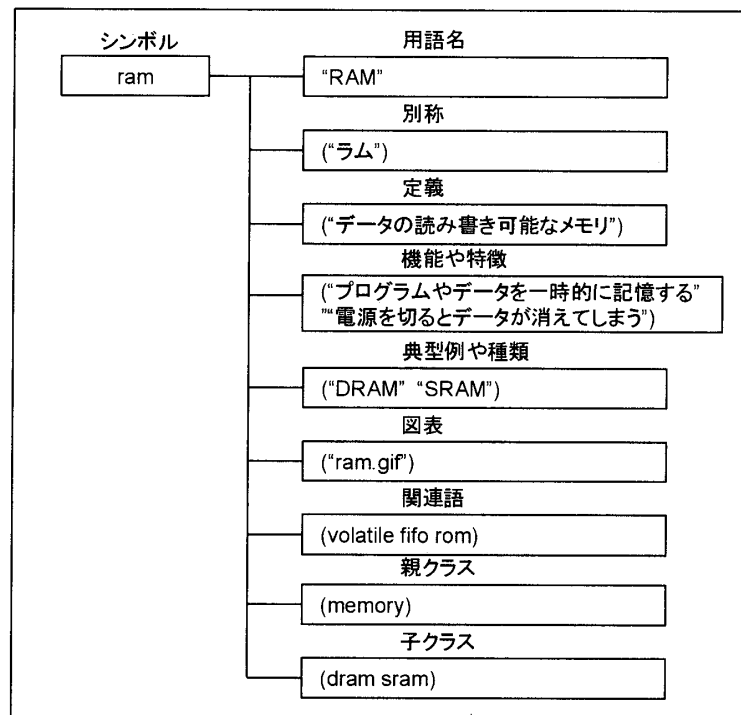 シンボル
ram
用語名
“RAM”
別称
(“ラム”)
定義
(“データの読み書き可能なメモリ”)
機能や特徴
(“プログラムやデータを一時的に記憶する”
”“電源を切るとデータが消えてしまう”)
典型例や種類
(“DRAM” “SRAM”)
図表
(“ram.gif”)
関連語
(volatile fifo rom)
親クラス
(memory)
子クラス
(dram sram)